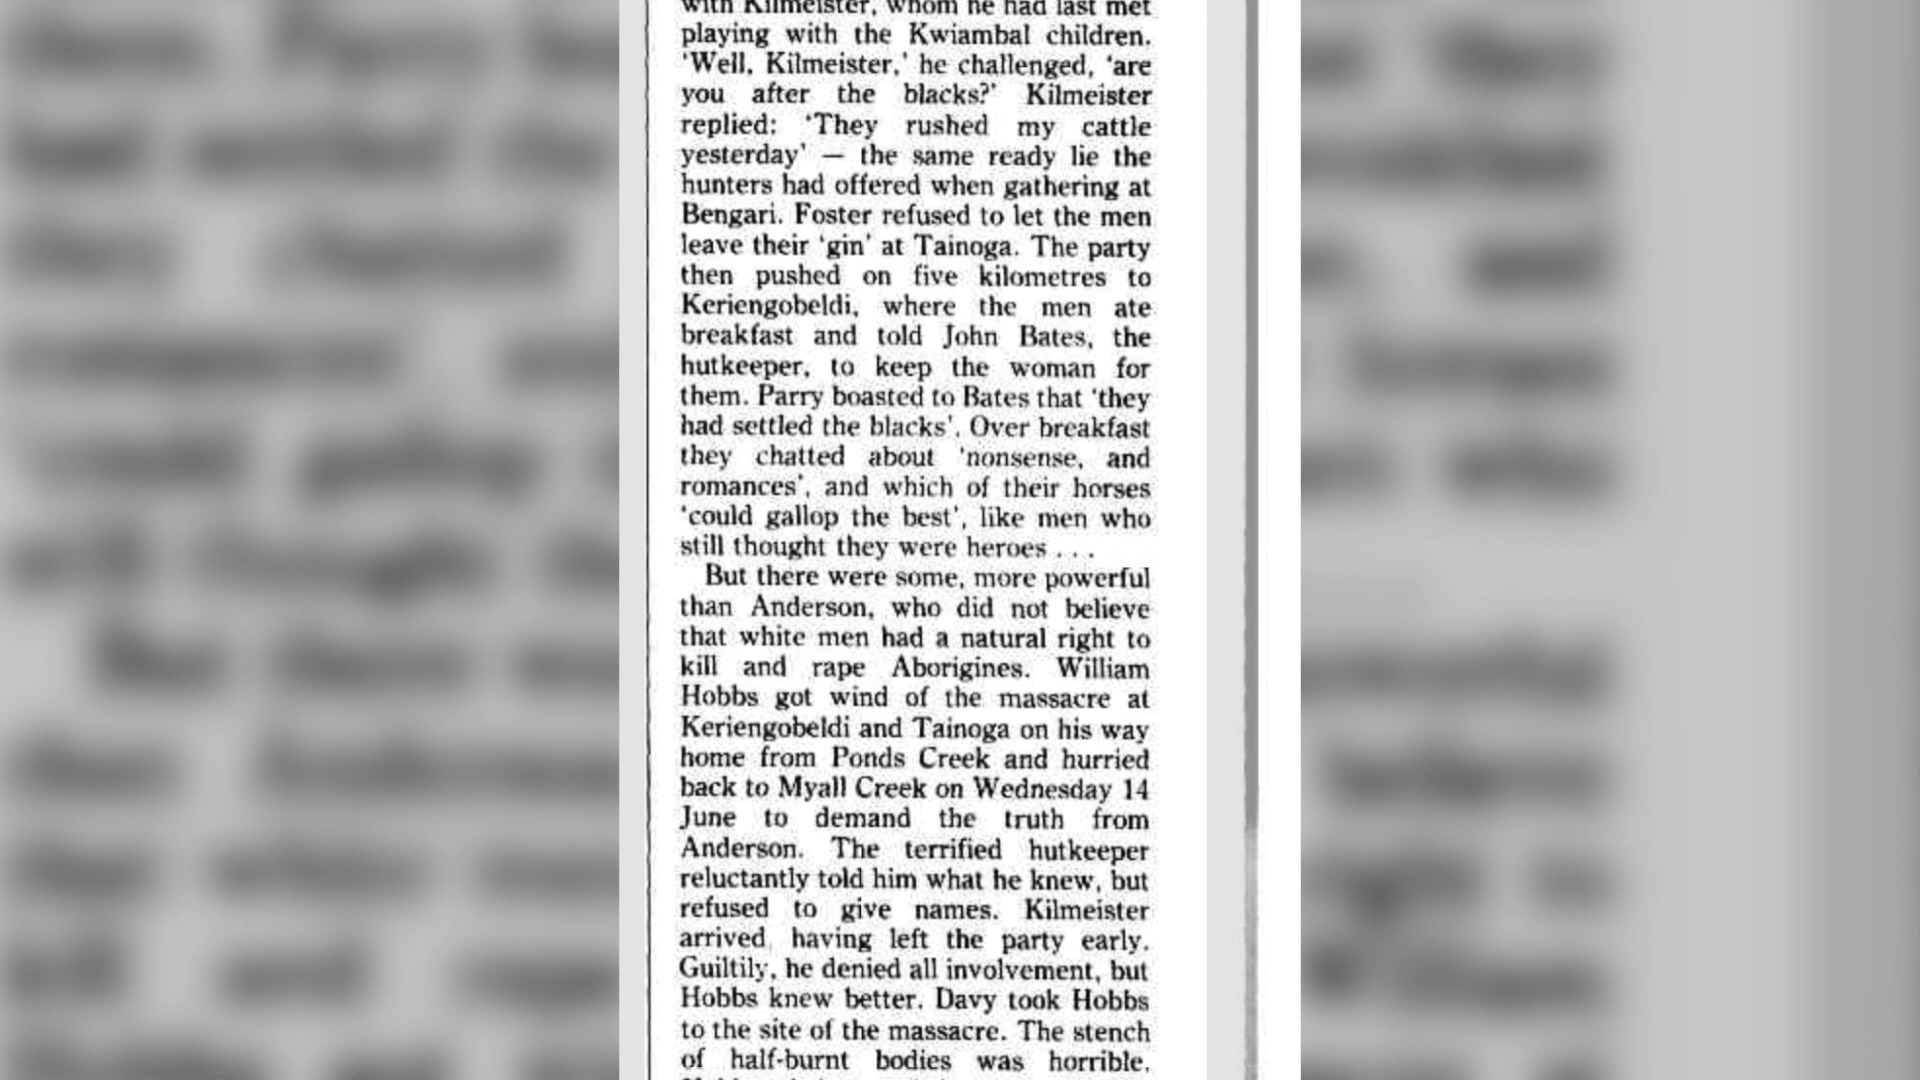 with Kilmeister, whom he had last met
playing with the Kwiambal children.
‘Well, Kilmeister,’ he challenged, ‘are
you after the blacks?’ Kilmeister
replied: ‘They rushed my cattle
yesterday’ — the same ready lie the
hunters had offered when gathering at
Bengari. Foster refused to let the men
leave their ‘gin’ at Tainoga. The party
then pushed on five kilometres to
Keriengobeldi, where the men ate
breakfast and told John Bates, the
hutkeeper, to keep the woman for
them. Parry boasted to Bates that ‘they
had settled the blacks’. Over breakfast
they chatted about ‘nonsense, and
romances’, and which of their horses
‘could gallop the best’, like men who
still thought they were heroes . . .
But there were some, more powerful
than Anderson, who did not believe
that white men had a natural right to
kill and rape Aborigines. William
Hobbs got wind of the massacre at
Keriengobeldi and Tainoga on his way
home from Ponds Creek and hurried
back to Myall Creek on Wednesday 14
June to demand the truth from
Anderson. The terrified hutkeeper
reluctantly told him what he knew, but
refused to give names. Kilmeister
arrived, having left the party early.
Guiltily, he denied all involvement, but
Hobbs knew better. Davy took Hobbs
to the site of the massacre. The stench
of half-burnt bodies was horrible.